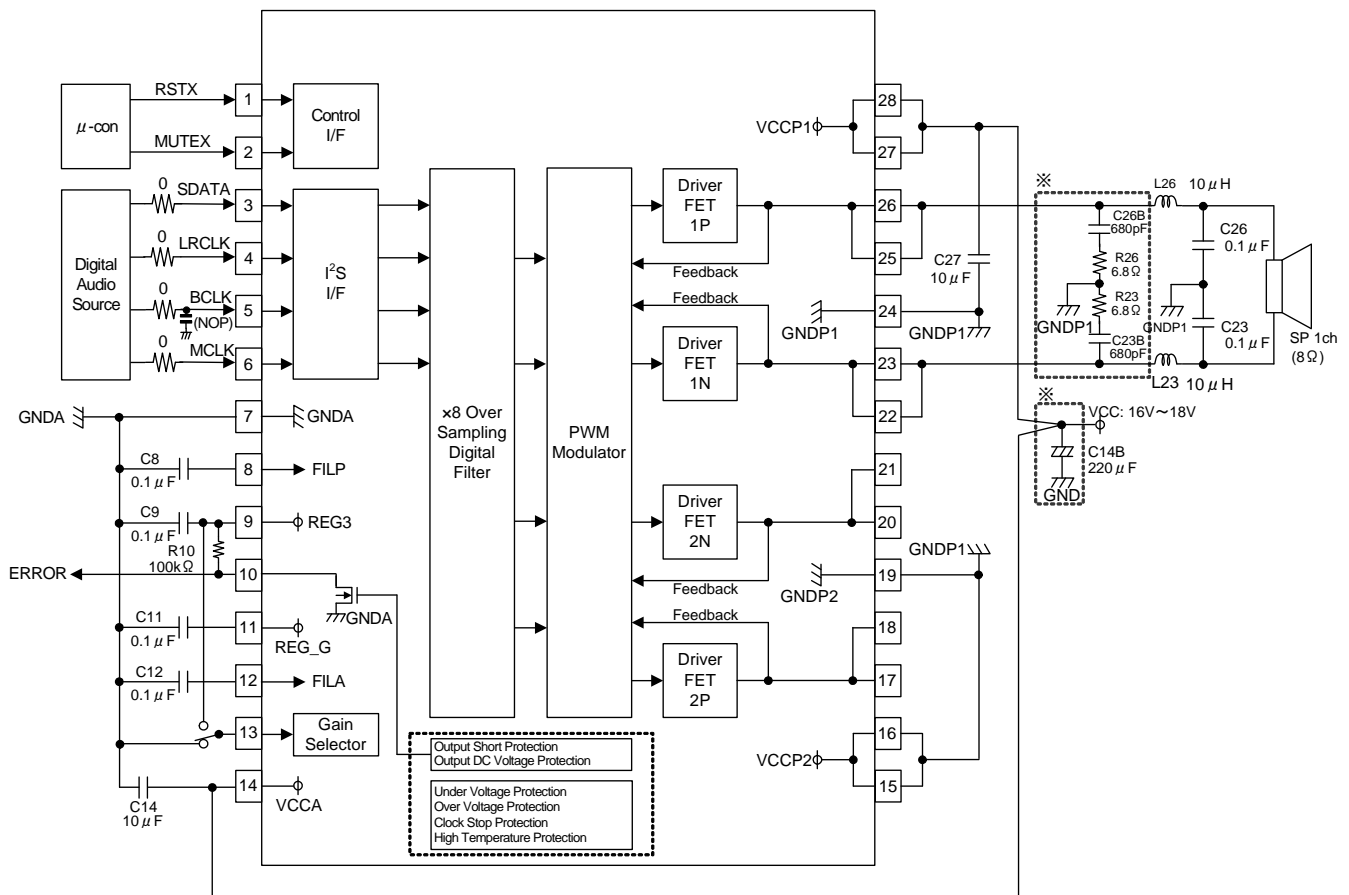 μ-con
RSTX
MUTEX
1
2
Control
I/F
Digital
Audio
Source
0
SDATA
3
0
LRCLK
4
0
BCLK
5
(NOP)
0
MCLK
6
I²S
I/F
GNDA
7
GNDA
C8
0.1μF
8
FILP
C9
0.1μF
9
REG3
R10
100kΩ
ERROR
10
GNDA
C11
0.1μF
11
REG_G
C12
0.1μF
12
FILA
13
Gain
Selector
C14
10μF
14
VCCA
×8 Over
Sampling
Digital
Filter
PWM
Modulator
Driver
FET
1P
Feedback
Feedback
Driver
FET
1N
Driver
FET
2N
Feedback
Feedback
Driver
FET
2P
Output Short Protection
Output DC Voltage Protection
Under Voltage Protection
Over Voltage Protection
Clock Stop Protection
High Temperature Protection
VCCP1
28
27
26
25
GNDP1
24
GNDP1
23
22
21
20
GNDP1
19
GNDP2
18
17
16
VCCP2
15
C27
10μF
※
C26B
680pF
R26
6.8Ω
GNDP1
R23
6.8Ω
C23B
680pF
L26
10μH
C26
0.1μF
GNDP1
C23
0.1μF
L23
10μH
SP 1ch
(8Ω)
※
VCC: 16V～18V
C14B
220μF
GND